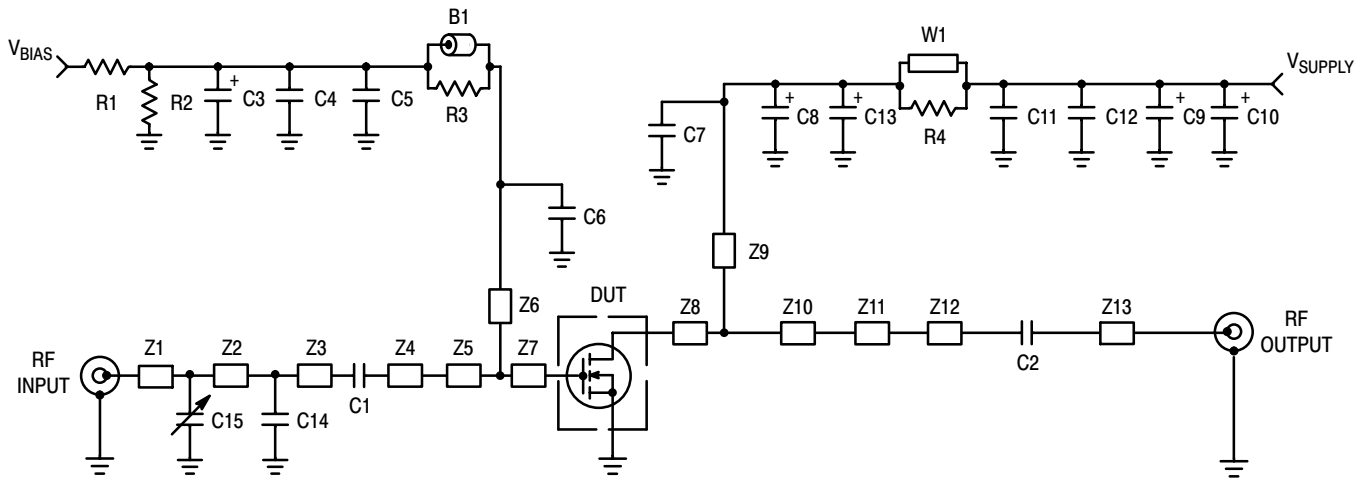 B1
W1
VBIAS
VSUPPLY
R1
R2
+
C3
C4
C5
R3
C7
+
C8
+
C13
R4
C11
C12
+
C9
+
C10
C6
Z9
Z6
DUT
Z8
Z10
Z11
Z12
Z13
C2
RF
OUTPUT
RF
INPUT
Z1
Z2
Z3
Z4
Z5
Z7
C1
C15
C14